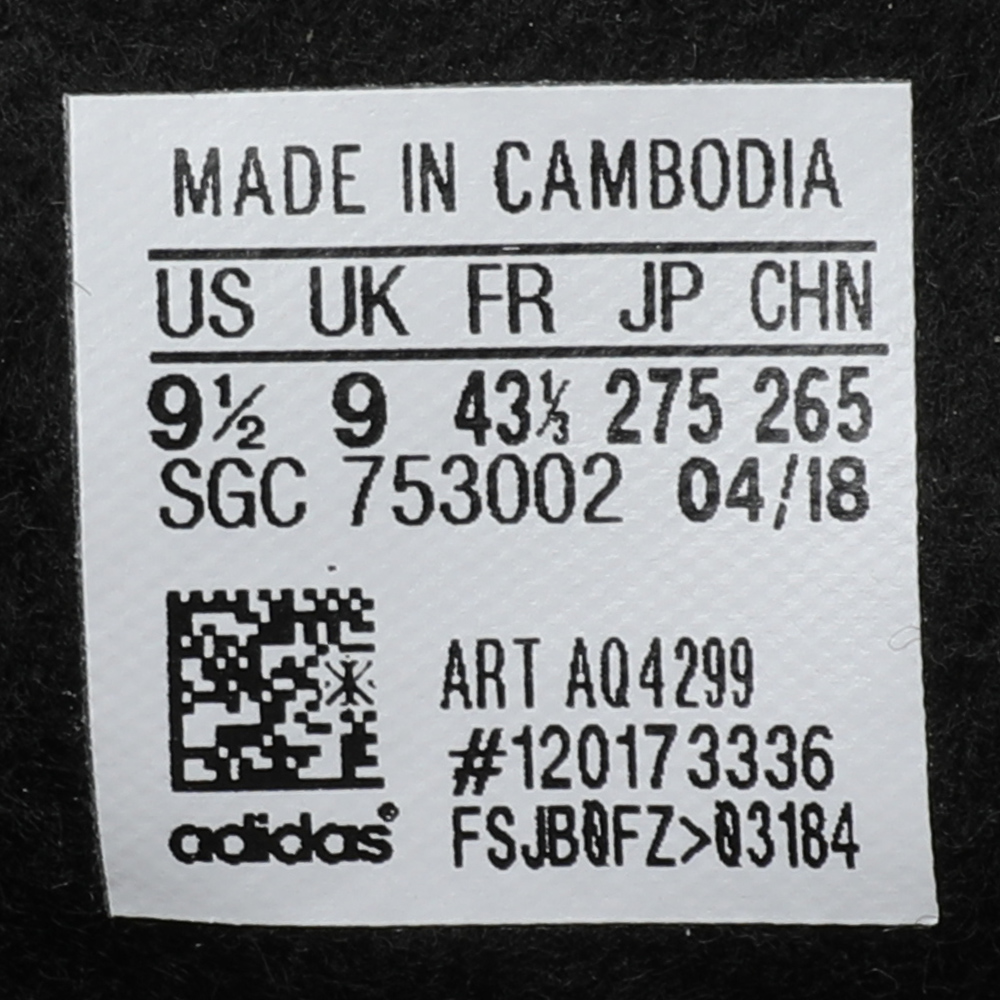 MADE IN CAMBODIA
US UK FR JP CHN
9½ 9 43⅓ 275 265
SGC 753002 04/18
ART AQ4299
#120173336
adidas® FSJB0FZ>03184